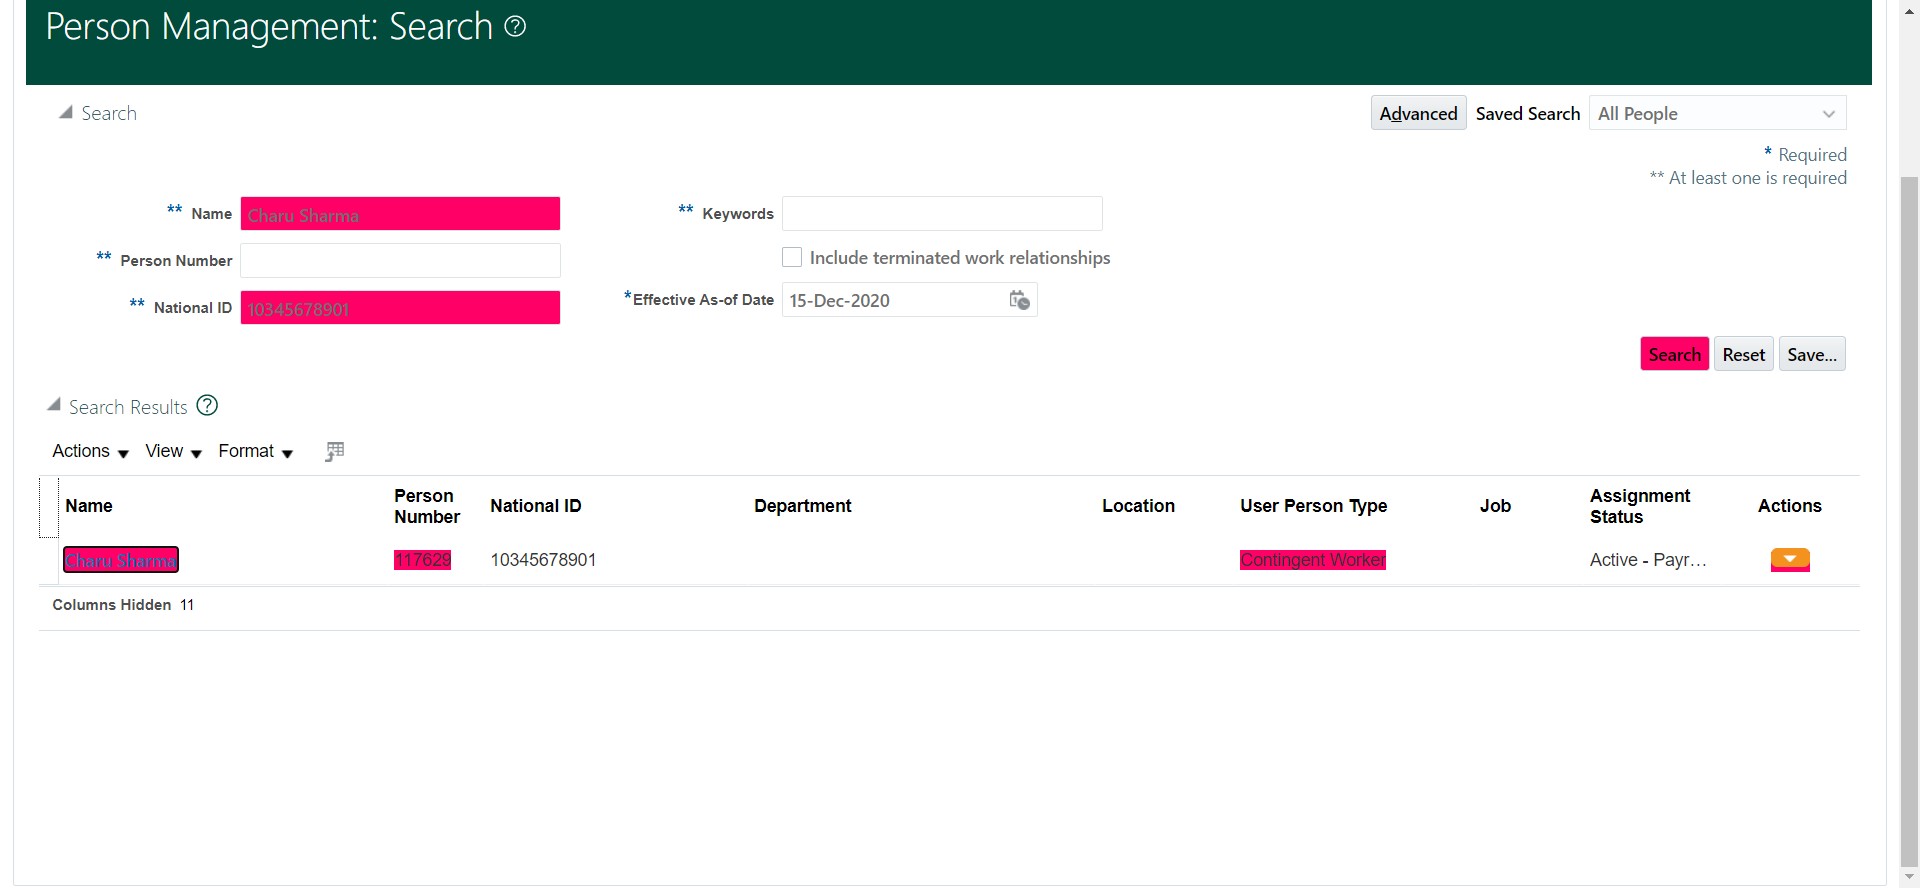 Person Management: Search
Search
Advanced Saved Search All People
* Required
** At least one is required
** Name Charu Sharma
** Keywords
** Person Number
Include terminated work relationships
** National ID 10345678901
*Effective As-of Date 15-Dec-2020
Search Reset Save...
Search Results
Actions View Format
Name Person Number National ID Department Location User Person Type Job Assignment Status Actions
Charu Sharma 117629 10345678901 Contingent Worker Active - Payr...
Columns Hidden 11